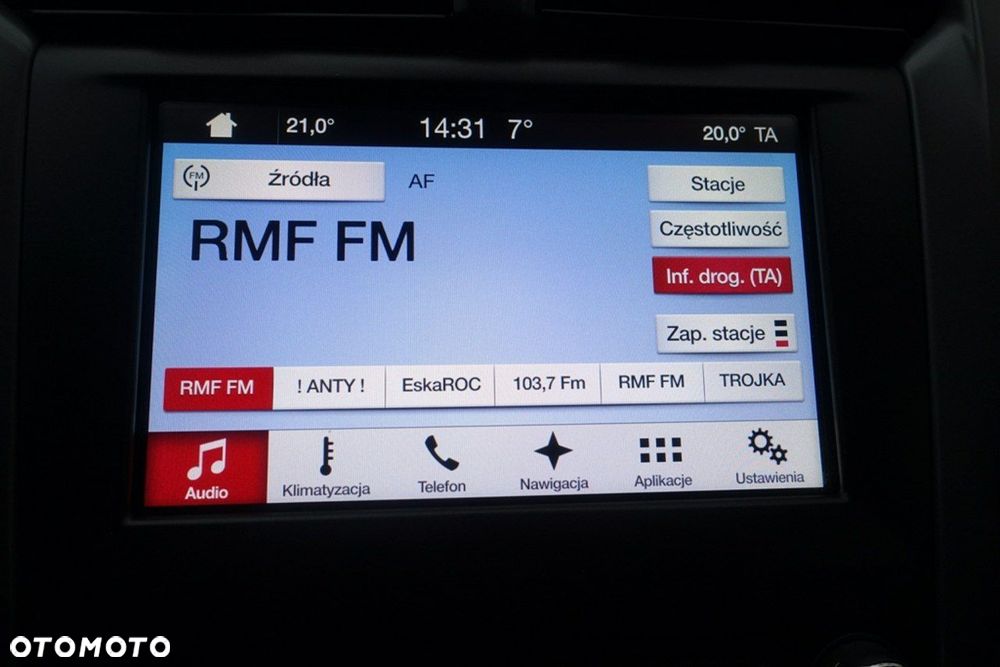 21,0° 14:31 7° 20,0° TA
FM Źródła AF Stacje
RMF FM
Częstotliwość
Inf. drog. (TA)
Zap. stacje
RMF FM ! ANTY ! EskaROC 103,7 Fm RMF FM TROJKA
Audio Klimatyzacja Telefon Nawigacja Aplikacje Ustawienia
OTOMOTO